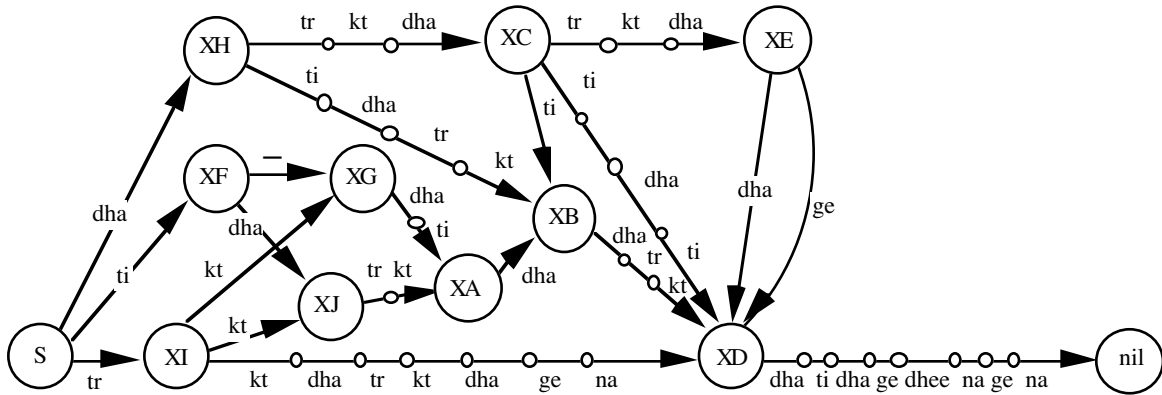 tr kt dha tr kt dha
XH XC XE
ti ti
dha ti
tr
– kt
XF XG dha
dha dha
dha ti XB dha ge
ti kt dha tr ti
tr kt dha kt
XJ XA
kt
S XI XD nil
tr kt dha tr kt dha ge na dha ti dha ge dhee na ge na